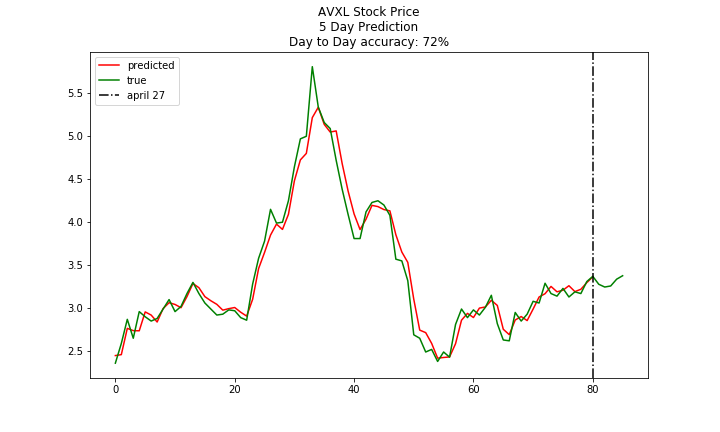 AVXL Stock Price
5 Day Prediction
Day to Day accuracy: 72%
predicted
true
april 27
5.5
5.0
4.5
4.0
3.5
3.0
2.5
0 20 40 60 80